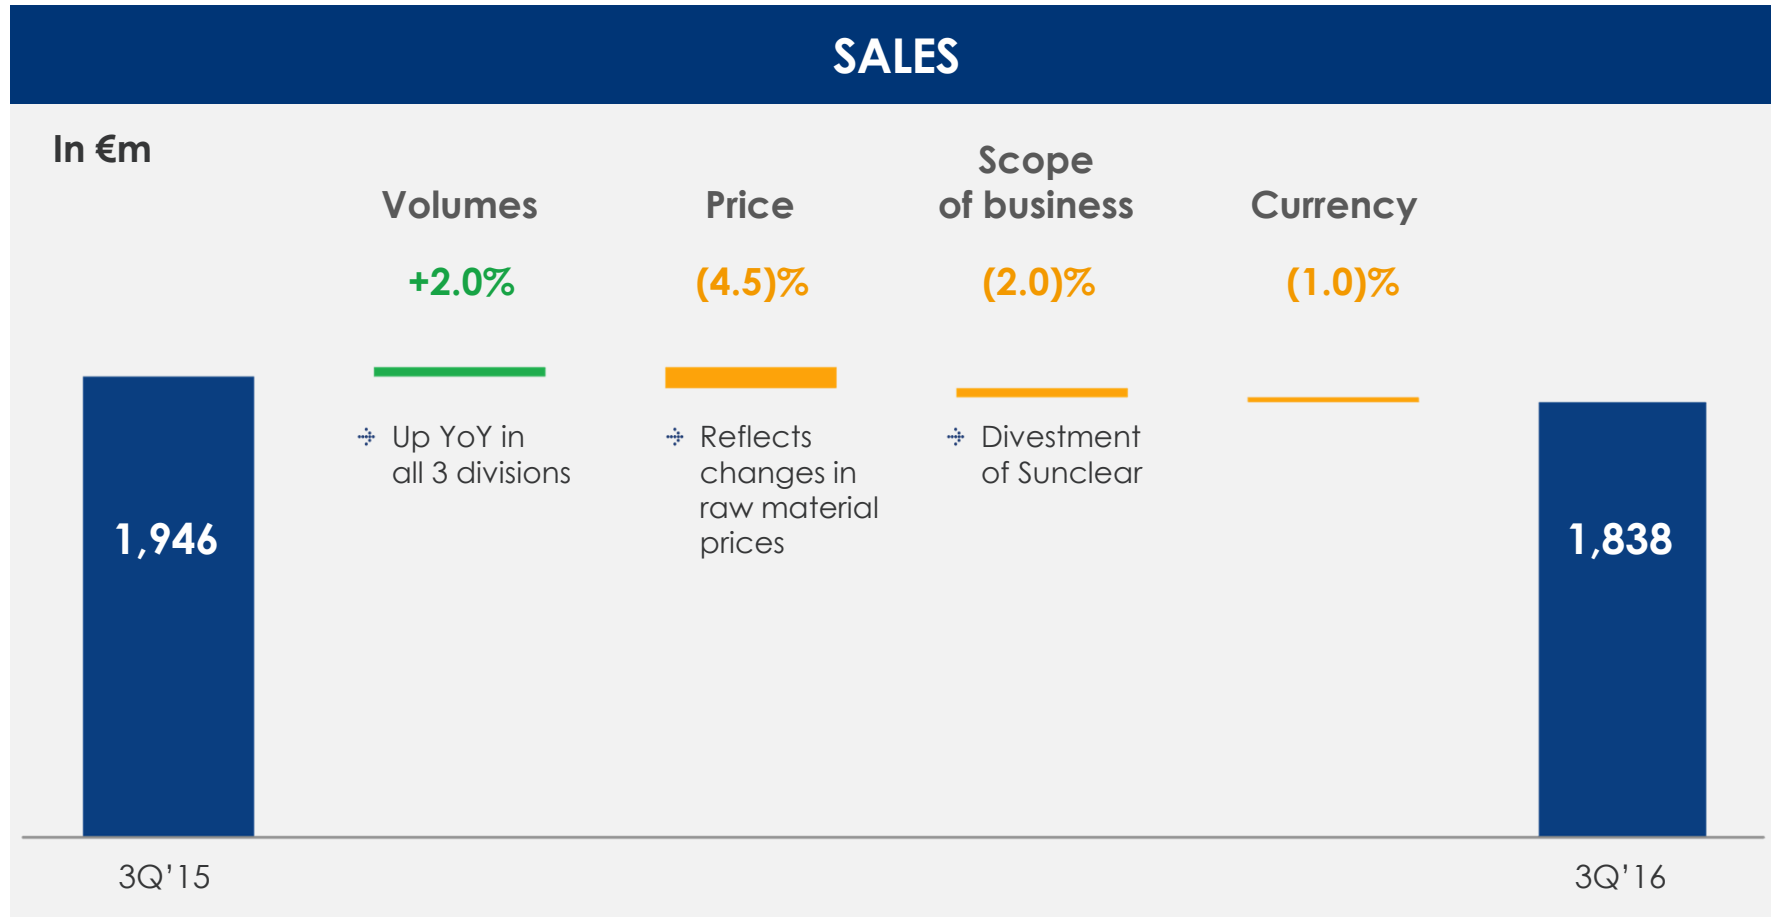 SALES
In €m
Volumes
Price
Scope
of business
Currency
+2.0%
(4.5)%
(2.0)%
(1.0)%
Up YoY in
all 3 divisions
Reflects
changes in
raw material
prices
Divestment
of Sunclear
1,946
1,838
3Q’15
3Q’16